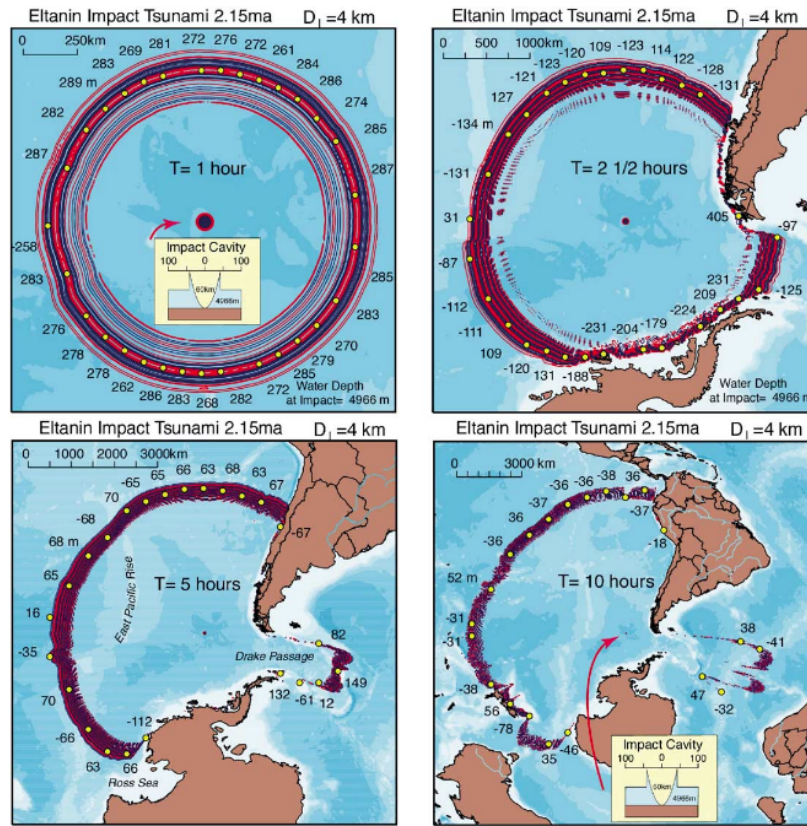 Eltanin Impact Tsunami 2.15ma D_I =4 km
0 250km
272 272
281 276 261
269 284
283 286
289 m 274
282 285
287 287
T= 1 hour
-258 285
Impact Cavity
100 0 100
60km
4966m
283 283
276 270
278 279
278 285
262 272
286 283 268 282
Water Depth
at Impact= 4966 m
Eltanin Impact Tsunami 2.15ma D_I =4 km
0 500 1000km
-120 109 -123 114
-123 122
-121 -128
127 -131
-134 m
T= 2 1/2 hours
-131
31 405 -97
-87
231 -125
-112 209
-224
-111 -231 -204 -179
109
-120 131 -188
Water Depth
at Impact= 4966 m
Eltanin Impact Tsunami 2.15ma D_I =4 km
0 1000 2000 3000km
-65 65 66 63 68 63 67
70
-68 -67
68 m
T= 5 hours
65
East Pacific Rise
16
82
-35 Drake Passage
149
132 -61 12
70
-112
-66
63 66
Ross Sea
Eltanin Impact Tsunami 2.15ma D_I =4 km
0 3000 km
-36 -36 -38 36
36 -37
-37
-36 -18
52 m T= 10 hours
-31
-31 38 -41
-38 47
56 -32
-78
-46
35
Impact Cavity
100 0 100
60km
4966m